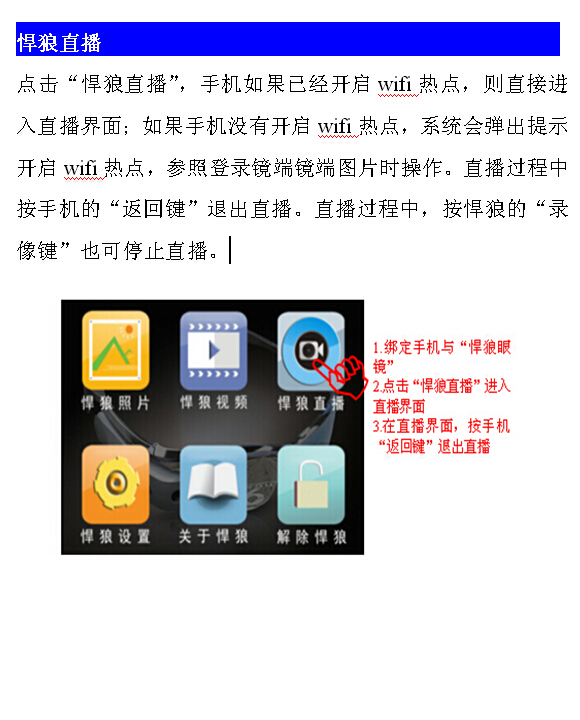 悍狼直播
点击“悍狼直播”，手机如果已经开启 wifi 热点，则直接进
入直播界面；如果手机没有开启 wifi 热点，系统会弹出提示
开启 wifi 热点，参照登录镜端镜端图片时操作。直播过程中
按手机的“返回键”退出直播。直播过程中，按悍狼的“录
像键”也可停止直播。
悍狼照片 悍狼视频 悍狼直播
1.绑定手机与“悍狼眼
镜”
2.点击“悍狼直播”进入
直播界面
3.在直播界面，按手机
“返回键”退出直播
悍狼设置 关于悍狼 解除悍狼